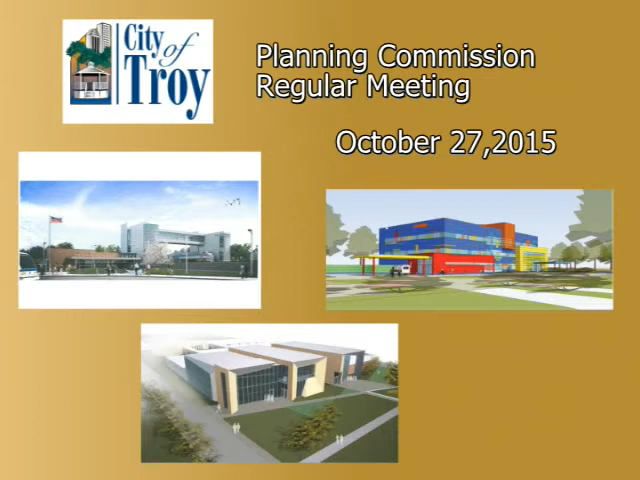 City
of
Troy
Planning Commission
Regular Meeting
October 27,2015